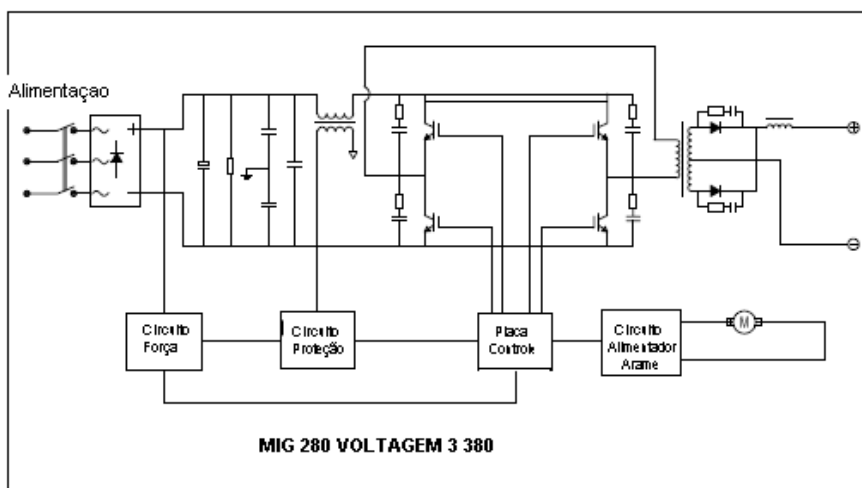 Alimentaçao
+
-
Circuito
Força
Circuito
Proteção
Placa
Controle
Circuito
Alimentador
Arame
M
MIG 280 VOLTAGEM 3 380